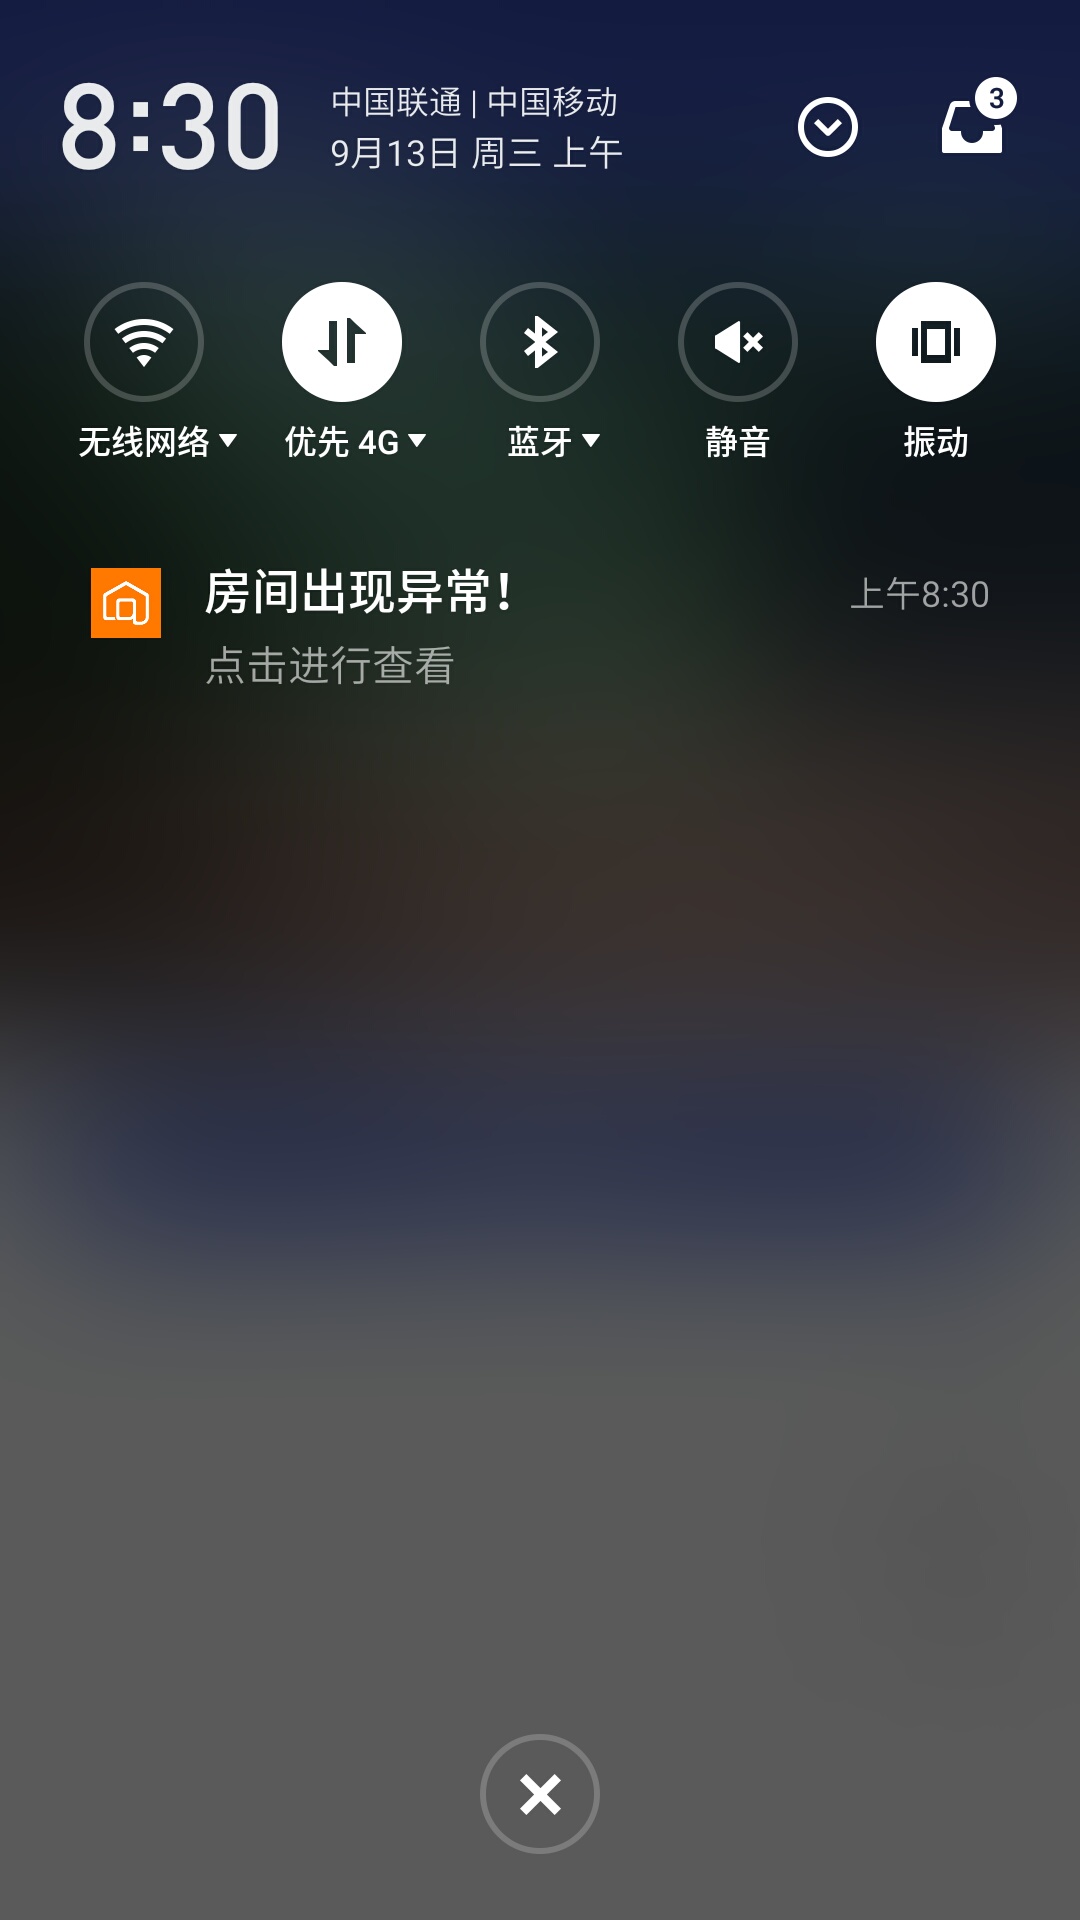 8:30
中国联通 | 中国移动
9月13日 周三 上午
3
无线网络
优先 4G
蓝牙
静音
振动
房间出现异常!
上午8:30
点击进行查看